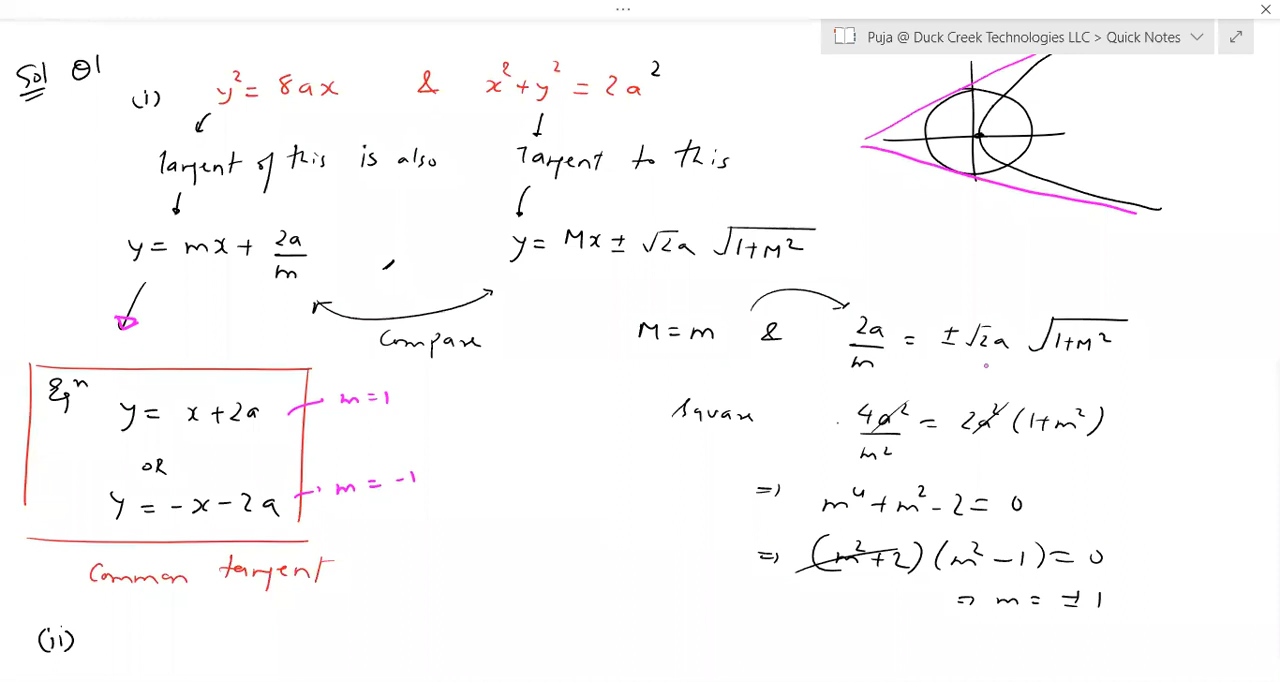 Puja @ Duck Creek Technologies LLC > Quick Notes
Sol Q1
(i) y² = 8ax & x² + y² = 2a²
Tangent of this is also Tangent to this
y = mx + 2a/m , y = Mx ± √2a √(1+M²)
Compare
M = m & 2a/m = ± √2a √(1+M²)
Square 4a²/m² = 2a² (1+m²)
=> m⁴ + m² - 2 = 0
=> (m²+2) (m² - 1) = 0
=> m = ± 1
Eqⁿ
y = x + 2a m = 1
OR
y = -x - 2a m = -1
Common tangent
(ii)